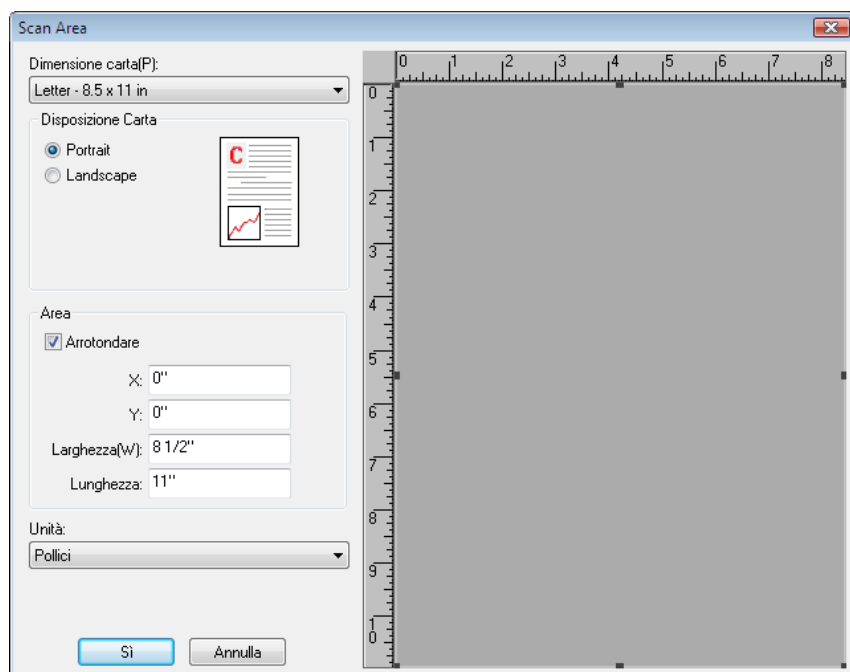 Scan Area
Dimensione carta(P):
Letter - 8.5 x 11 in
Disposizione Carta
Portrait
Landscape
C
Area
Arrotondare
X: 0"
Y: 0"
Larghezza(W): 8 1/2"
Lunghezza: 11"
Unità:
Pollici
Sì Annulla
0 1 2 3 4 5 6 7 8
0
1
2
3
4
5
6
7
8
9
10